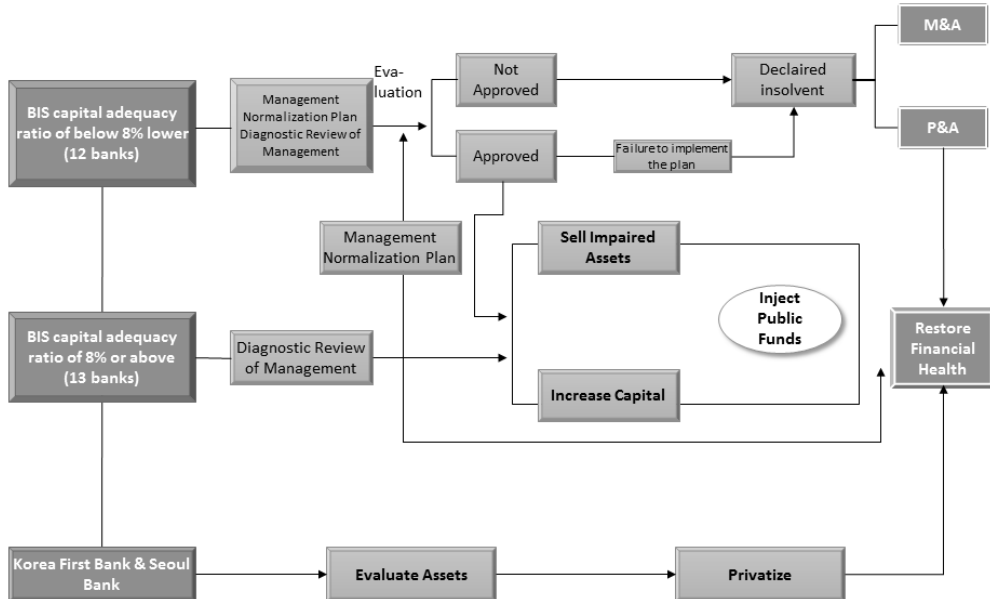 M&A
Eva-
luation
Not
Approved
Declaired
insolvent
BIS capital adequacy
ratio of below 8% lower
(12 banks)
Management
Normalization Plan
Diagnostic Review of
Management
P&A
Approved
Failure to implement
the plan
Management
Normalization Plan
Sell Impaired
Assets
Inject
Public
Funds
BIS capital adequacy
ratio of 8% or above
(13 banks)
Diagnostic Review
of Management
Restore
Financial
Health
Increase Capital
Korea First Bank & Seoul
Bank
Evaluate Assets
Privatize